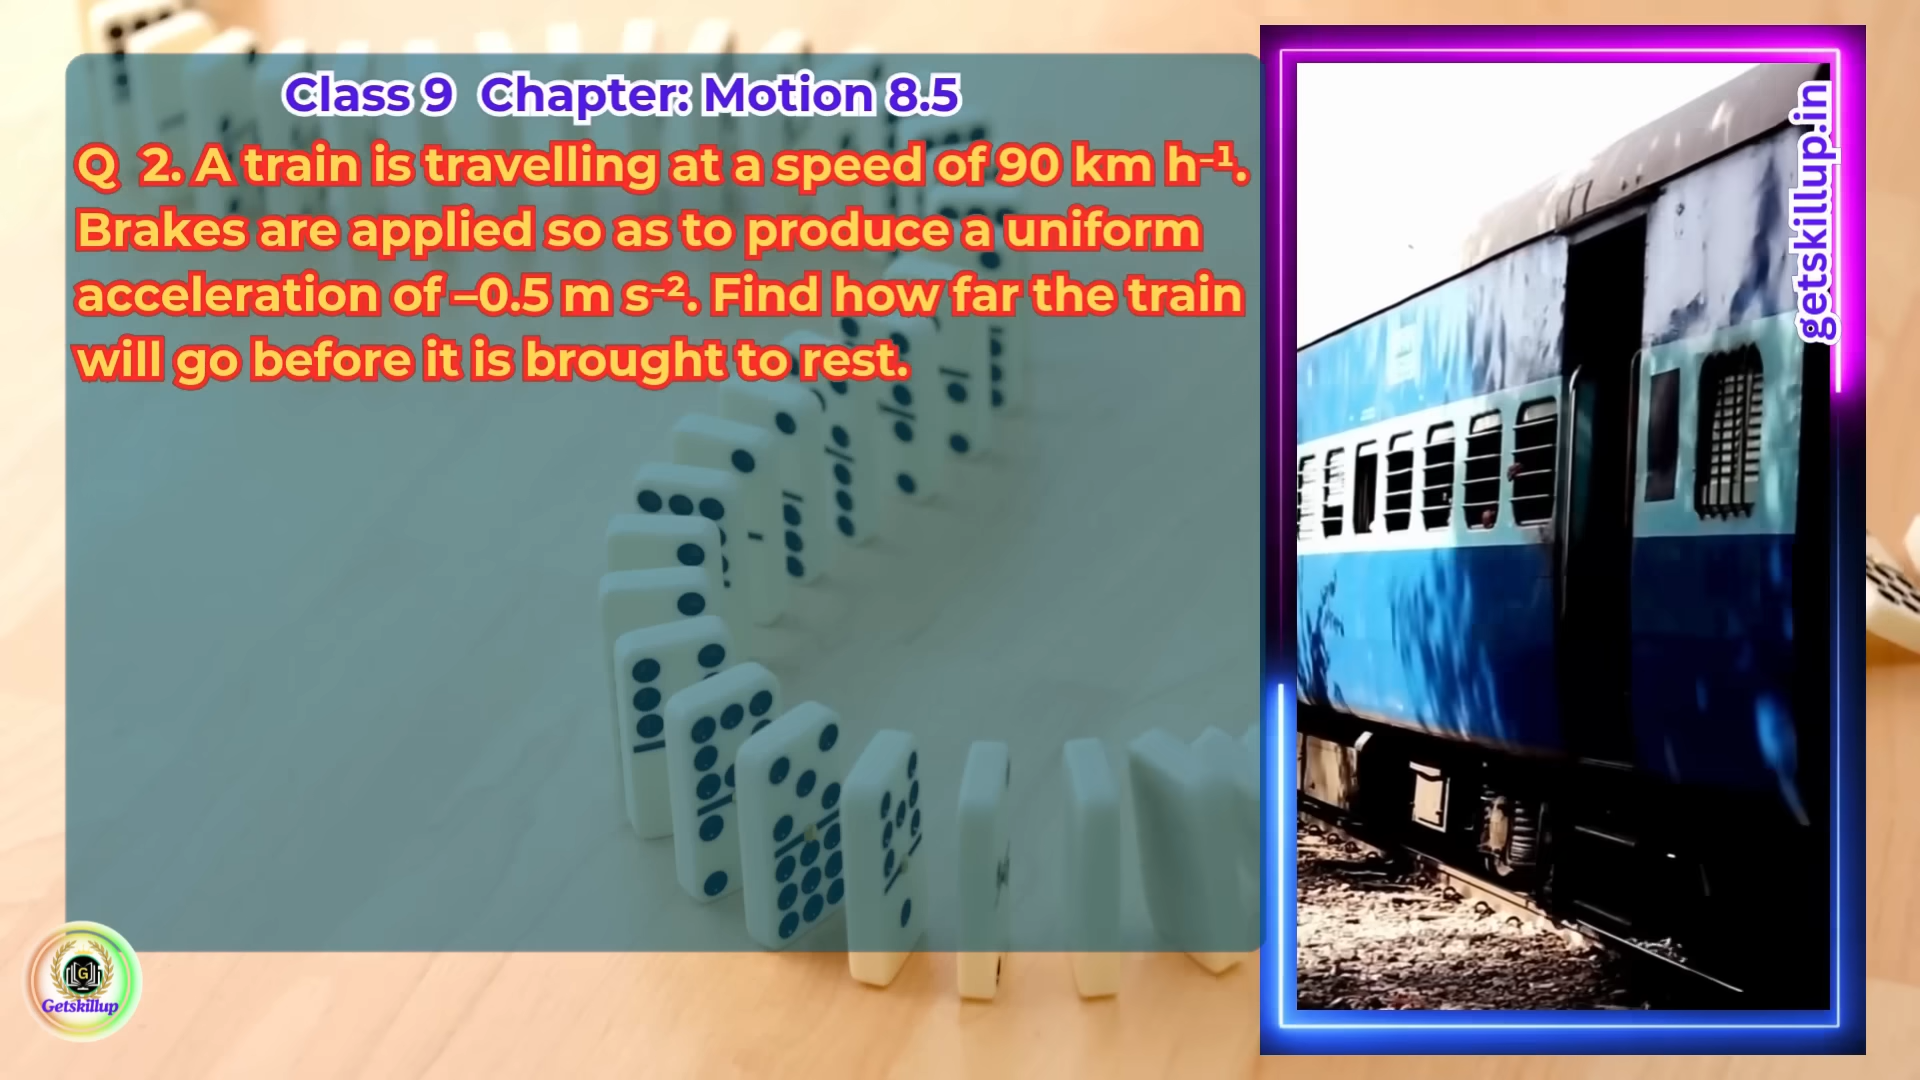 Class 9 Chapter: Motion 8.5
Q 2. A train is travelling at a speed of 90 km h⁻¹.
Brakes are applied so as to produce a uniform
acceleration of –0.5 m s⁻². Find how far the train
will go before it is brought to rest.
getskillup.in
G
Getskillup